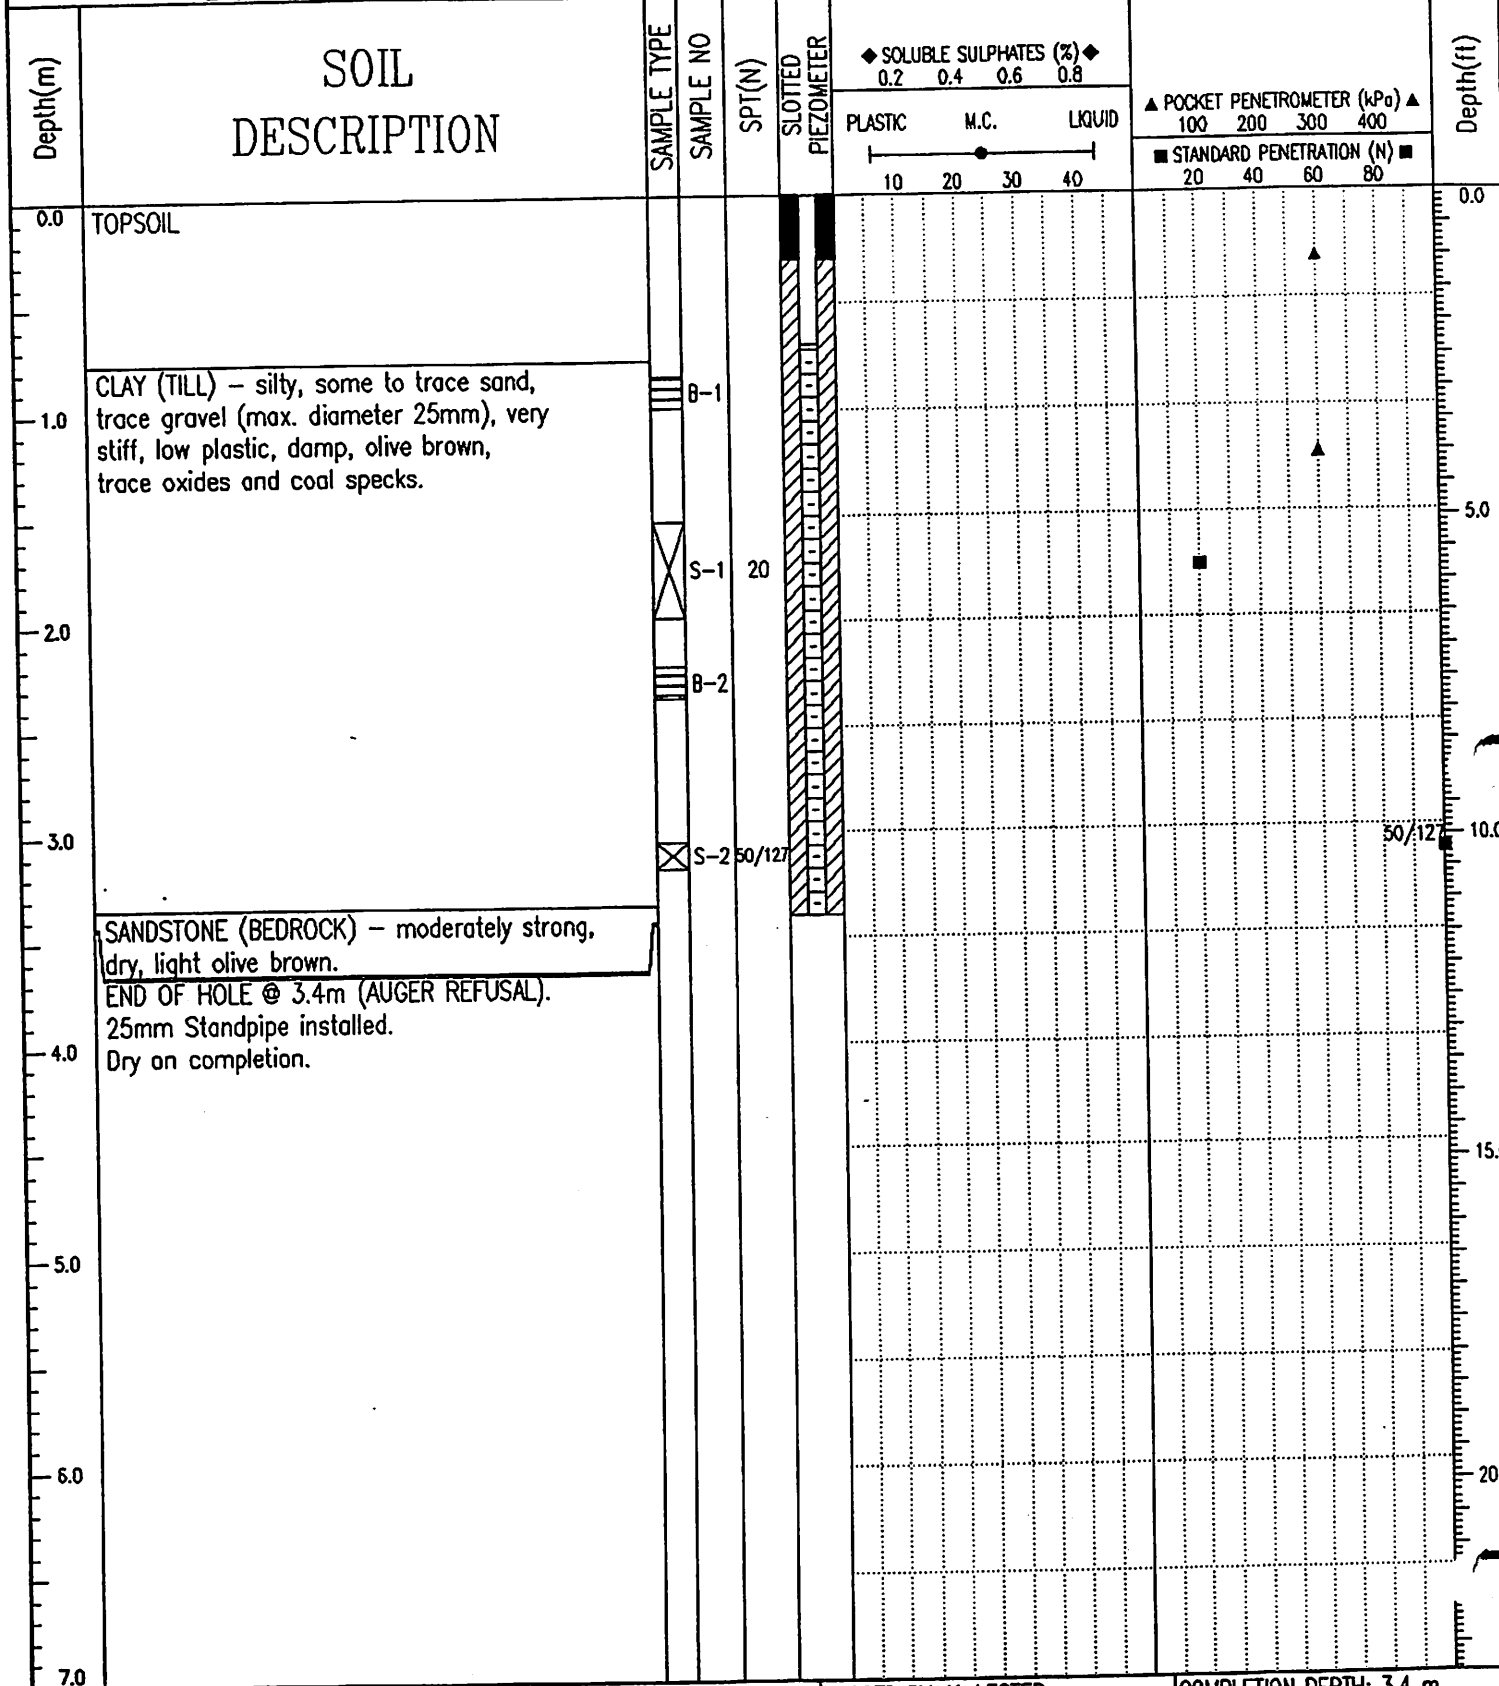 Depth(m)
SOIL
DESCRIPTION
SAMPLE TYPE
SAMPLE NO
SPT(N)
SLOTTED
PIEZOMETER
◆ SOLUBLE SULPHATES (%) ◆
0.2 0.4 0.6 0.8
PLASTIC M.C. LIQUID
10 20 30 40
▲ POCKET PENETROMETER (kPa) ▲
100 200 300 400
■ STANDARD PENETRATION (N) ■
20 40 60 80
Depth(ft)
0.0 TOPSOIL 0.0
CLAY (TILL) – silty, some to trace sand,
trace gravel (max. diameter 25mm), very
stiff, low plastic, damp, olive brown,
trace oxides and coal specks.
B-1
1.0
5.0
S-1 20
2.0
B-2
3.0
S-2 50/127
50/127
10.0
SANDSTONE (BEDROCK) – moderately strong,
dry, light olive brown.
END OF HOLE @ 3.4m (AUGER REFUSAL).
25mm Standpipe installed.
Dry on completion.
4.0
15.
5.0
6.0
20
7.0
COMPLETION DEPTH: 3.4 m